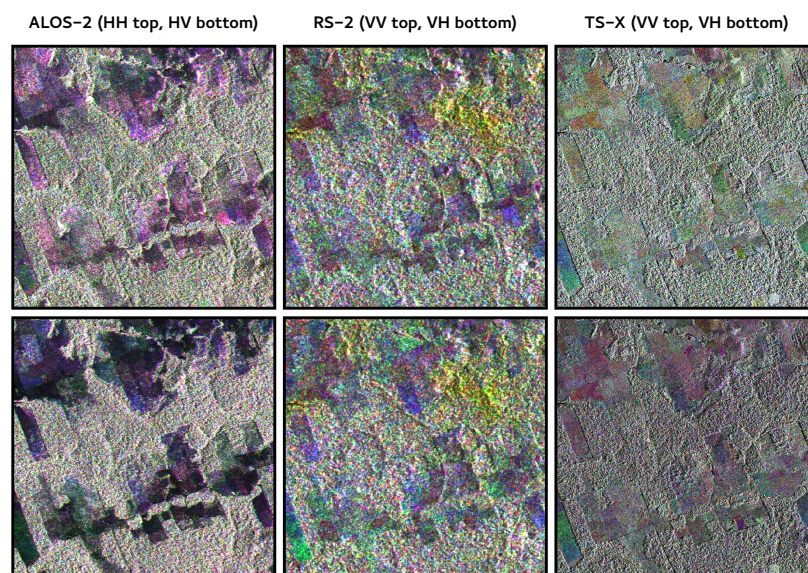 ALOS-2 (HH top, HV bottom)
RS-2 (VV top, VH bottom)
TS-X (VV top, VH bottom)